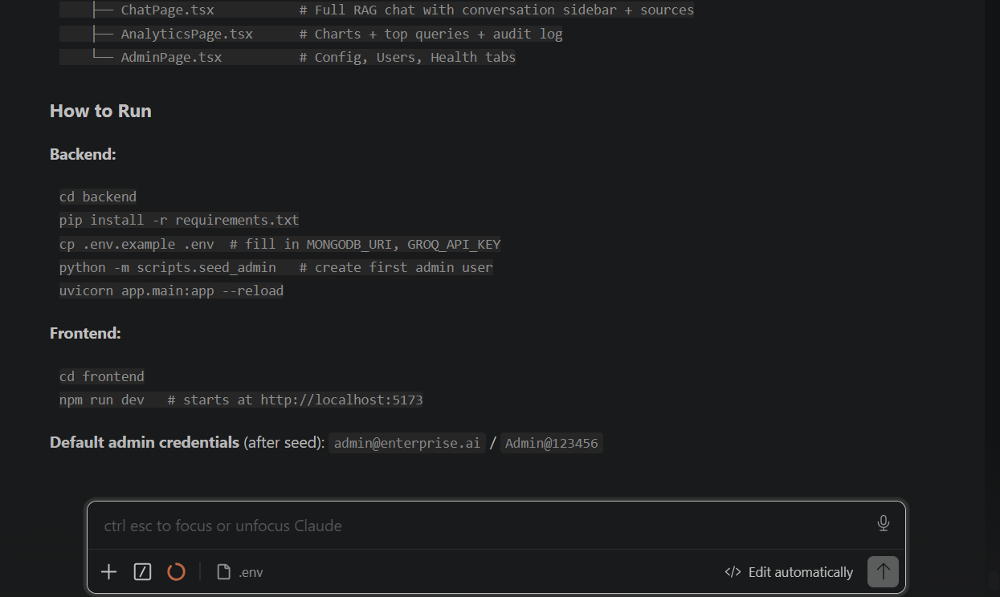 ├── ChatPage.tsx # Full RAG chat with conversation sidebar + sources
├── AnalyticsPage.tsx # Charts + top queries + audit log
└── AdminPage.tsx # Config, Users, Health tabs
How to Run
Backend:
cd backend
pip install -r requirements.txt
cp .env.example .env # fill in MONGODB_URI, GROQ_API_KEY
python -m scripts.seed_admin # create first admin user
uvicorn app.main:app --reload
Frontend:
cd frontend
npm run dev # starts at http://localhost:5173
Default admin credentials (after seed): admin@enterprise.ai / Admin@123456
ctrl esc to focus or unfocus Claude
.env </> Edit automatically